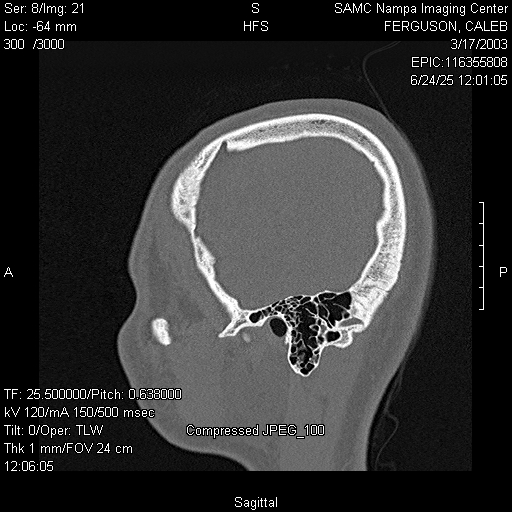 Ser: 8/Img: 21
Loc: -64 mm
300 /3000
S
HFS
SAMC Nampa Imaging Center
FERGUSON, CALEB
3/17/2003
EPIC:116355808
6/24/25 12:01:05
A
P
TF: 25.500000/Pitch: 0.638000
kV 120/mA 150/500 msec
Tilt: 0/Oper: TLW
Thk 1 mm/FOV 24 cm
12:06:05
Compressed JPEG_100
Sagittal